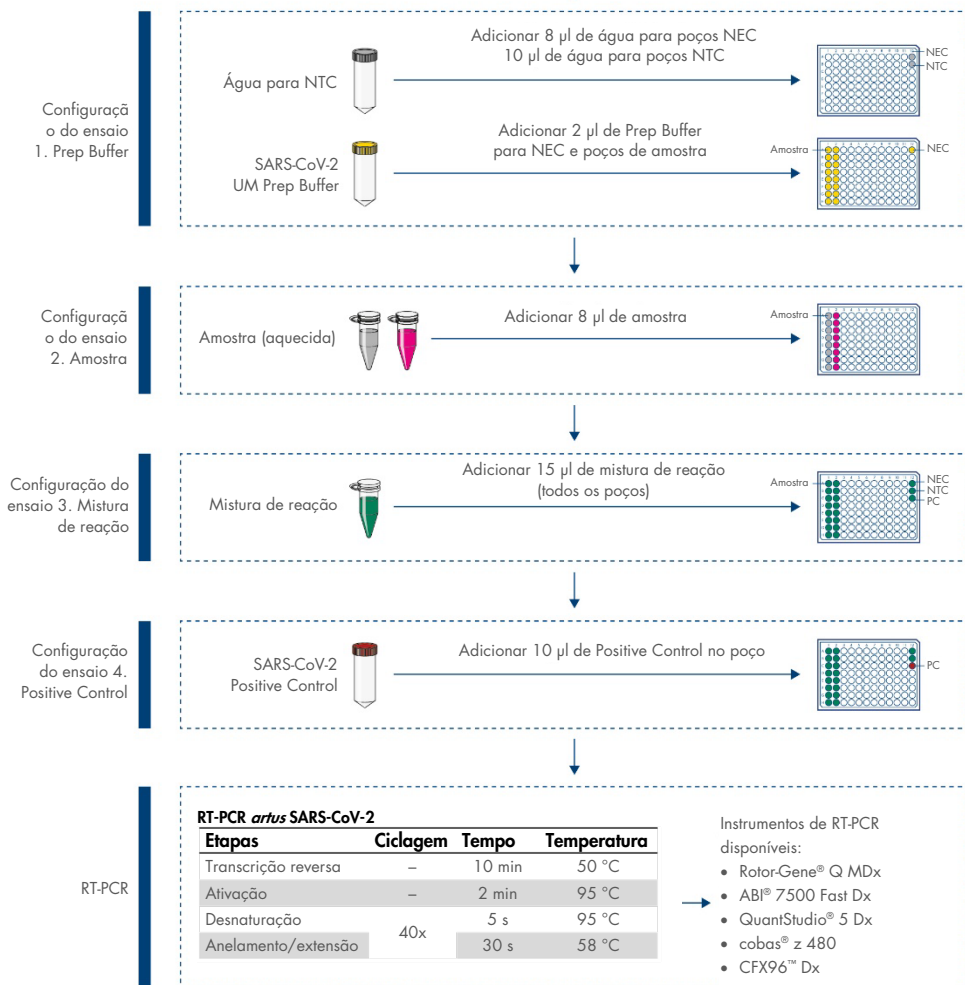 Configuraçã
o do ensaio
1. Prep Buffer
Água para NTC
Adicionar 8 µl de água para poços NEC
10 µl de água para poços NTC
NEC
NTC
SARS-CoV-2
UM Prep Buffer
Adicionar 2 µl de Prep Buffer
para NEC e poços de amostra
Amostra
NEC
Configuraçã
o do ensaio
2. Amostra
Amostra (aquecida)
Adicionar 8 µl de amostra
Amostra
Configuração do
ensaio 3. Mistura
de reação
Mistura de reação
Adicionar 15 µl de mistura de reação
(todos os poços)
Amostra
NEC
NTC
PC
Configuração
do ensaio 4.
Positive Control
SARS-CoV-2
Positive Control
Adicionar 10 µl de Positive Control no poço
PC
RT-PCR
RT-PCR artus SARS-CoV-2
Etapas Ciclagem Tempo Temperatura
Transcrição reversa – 10 min 50 °C
Ativação – 2 min 95 °C
Desnaturação 5 s 95 °C
40x
Anelamento/extensão 30 s 58 °C
Instrumentos de RT-PCR
disponíveis:
• Rotor-Gene® Q MDx
• ABI® 7500 Fast Dx
• QuantStudio® 5 Dx
• cobas® z 480
• CFX96™ Dx